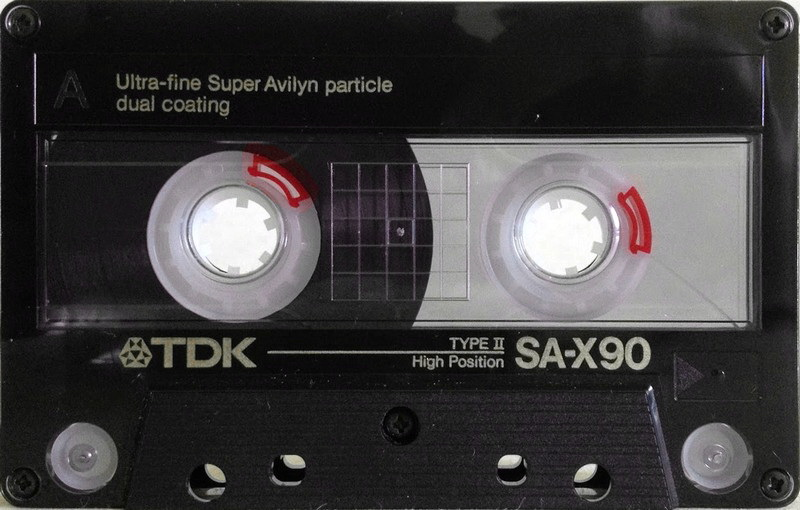 A
Ultra-fine Super Avilyn particle
dual coating
TDK
TYPE II
High Position
SA-X90